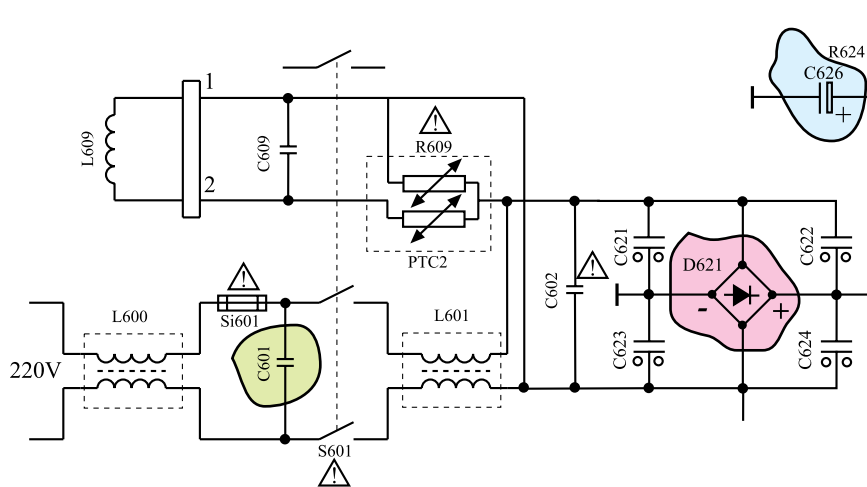 R624
C626
+
1
!
L609
C609
R609
2
PTC2
C621
C622
!
D621
!
C602
-
+
L600
Si601
L601
C623
C624
220V
C601
S601
!